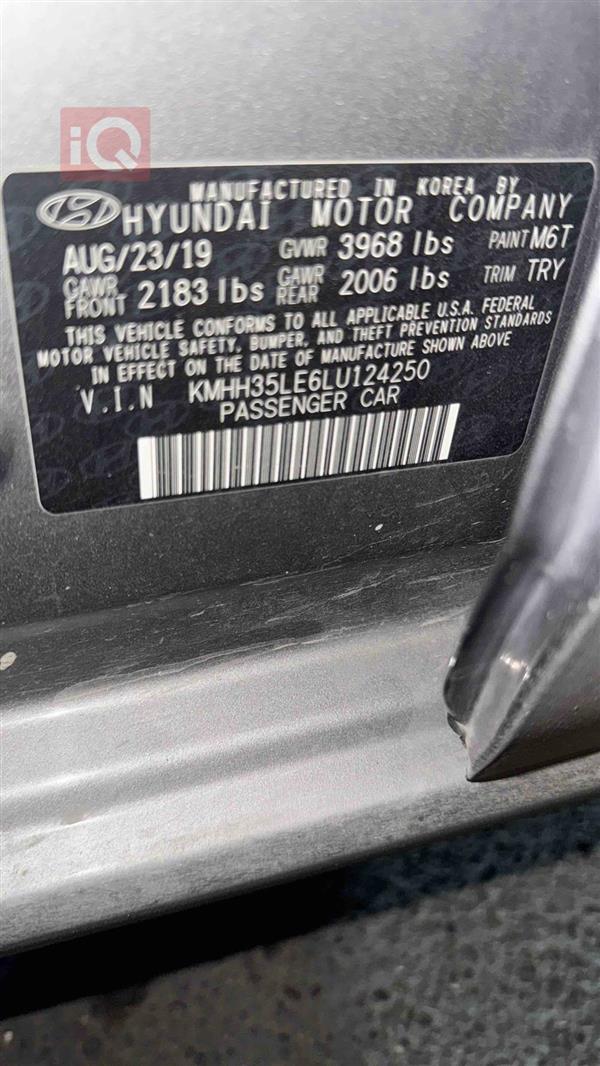 iQ
MANUFACTURED IN KOREA BY
HYUNDAI MOTOR COMPANY
AUG/23/19 GVWR 3968 lbs PAINT M6T
GAWR FRONT 2183 lbs GAWR REAR 2006 lbs TRIM TRY
THIS VEHICLE CONFORMS TO ALL APPLICABLE U.S.A. FEDERAL
MOTOR VEHICLE SAFETY, BUMPER, AND THEFT PREVENTION STANDARDS
IN EFFECT ON THE DATE OF MANUFACTURE SHOWN ABOVE
V.I.N KMHH35LE6LU124250
PASSENGER CAR